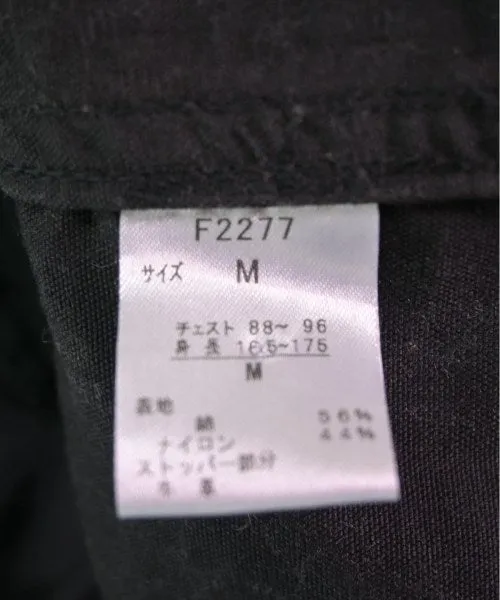 F2277
サイズ M
チェスト 88~ 96
身長 165~175
M
表地
綿 56%
ナイロン 44%
ストッパー部分
牛革